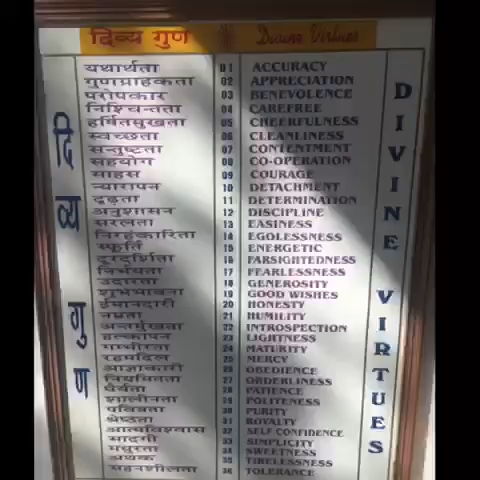 दिव्य गुण Divine Virtues
यथार्थता 01 ACCURACY
गुणग्राहकता 02 APPRECIATION
परोपकार 03 BENEVOLENCE
निश्चिन्तता 04 CAREFREE
हर्षितमुखता 05 CHEERFULNESS
स्वच्छता 06 CLEANLINESS
सन्तुष्टता 07 CONTENTMENT
सहयोग 08 CO-OPERATION
साहस 09 COURAGE
न्यारापन 10 DETACHMENT
दृढ़ता 11 DETERMINATION
अनुशासन 12 DISCIPLINE
सरलता 13 EASINESS
निरहंकारिता 14 EGOLESSNESS
स्फूर्ति 15 ENERGETIC
दूरदर्शिता 16 FARSIGHTEDNESS
निर्भयता 17 FEARLESSNESS
उदारता 18 GENEROSITY
शुभभावना 19 GOOD WISHES
ईमानदारी 20 HONESTY
नम्रता 21 HUMILITY
अन्तर्मुखता 22 INTROSPECTION
हल्कापन 23 LIGHTNESS
गम्भीरता 24 MATURITY
रहमदिल 25 MERCY
आज्ञाकारी 26 OBEDIENCE
नियमितता 27 ORDERLINESS
धैर्यता 28 PATIENCE
शालीनता 29 POLITENESS
पवित्रता 30 PURITY
श्रेष्ठता 31 ROYALTY
आत्मविश्वास 32 SELF CONFIDENCE
सादगी 33 SIMPLICITY
मधुरता 34 SWEETNESS
अथक 35 TIRELESSNESS
सहनशीलता 36 TOLERANCE
दिव्य गुण
DIVINE VIRTUES